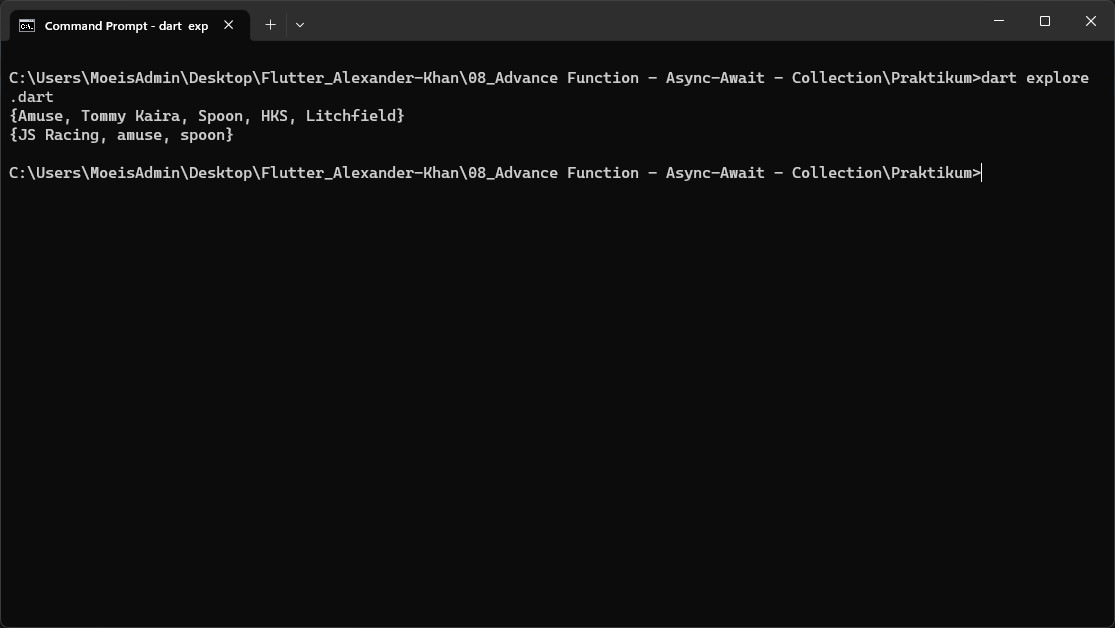 Command Prompt - dart  exp
C:\Users\MoeisAdmin\Desktop\Flutter_Alexander-Khan\08_Advance Function - Async-Await - Collection\Praktikum>dart explore
.dart
{Amuse, Tommy Kaira, Spoon, HKS, Litchfield}
{JS Racing, amuse, spoon}
C:\Users\MoeisAdmin\Desktop\Flutter_Alexander-Khan\08_Advance Function - Async-Await - Collection\Praktikum>